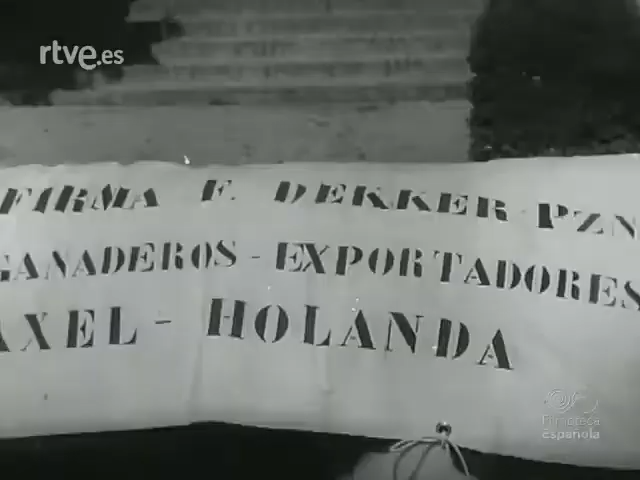 rtve.es
FIRMA F. DEKKER PZN
GANADEROS - EXPORTADORES
AXEL - HOLANDA
Filmoteca
Española